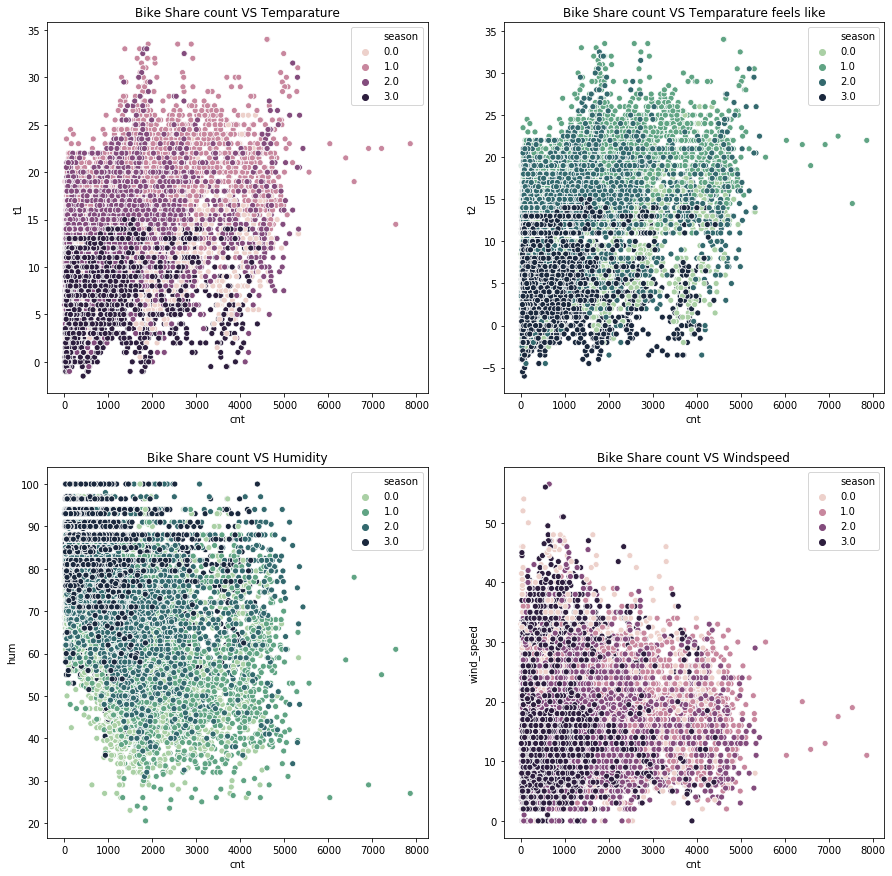 Bike Share count VS Temparature
t1
35
30
25
20
15
10
5
0
season
0.0
1.0
2.0
3.0
0 1000 2000 3000 4000 5000 6000 7000 8000
cnt
Bike Share count VS Temparature feels like
t2
35
30
25
20
15
10
5
0
−5
season
0.0
1.0
2.0
3.0
0 1000 2000 3000 4000 5000 6000 7000 8000
cnt
Bike Share count VS Humidity
hum
100
90
80
70
60
50
40
30
20
season
0.0
1.0
2.0
3.0
0 1000 2000 3000 4000 5000 6000 7000 8000
cnt
Bike Share count VS Windspeed
wind_speed
50
40
30
20
10
0
season
0.0
1.0
2.0
3.0
0 1000 2000 3000 4000 5000 6000 7000 8000
cnt